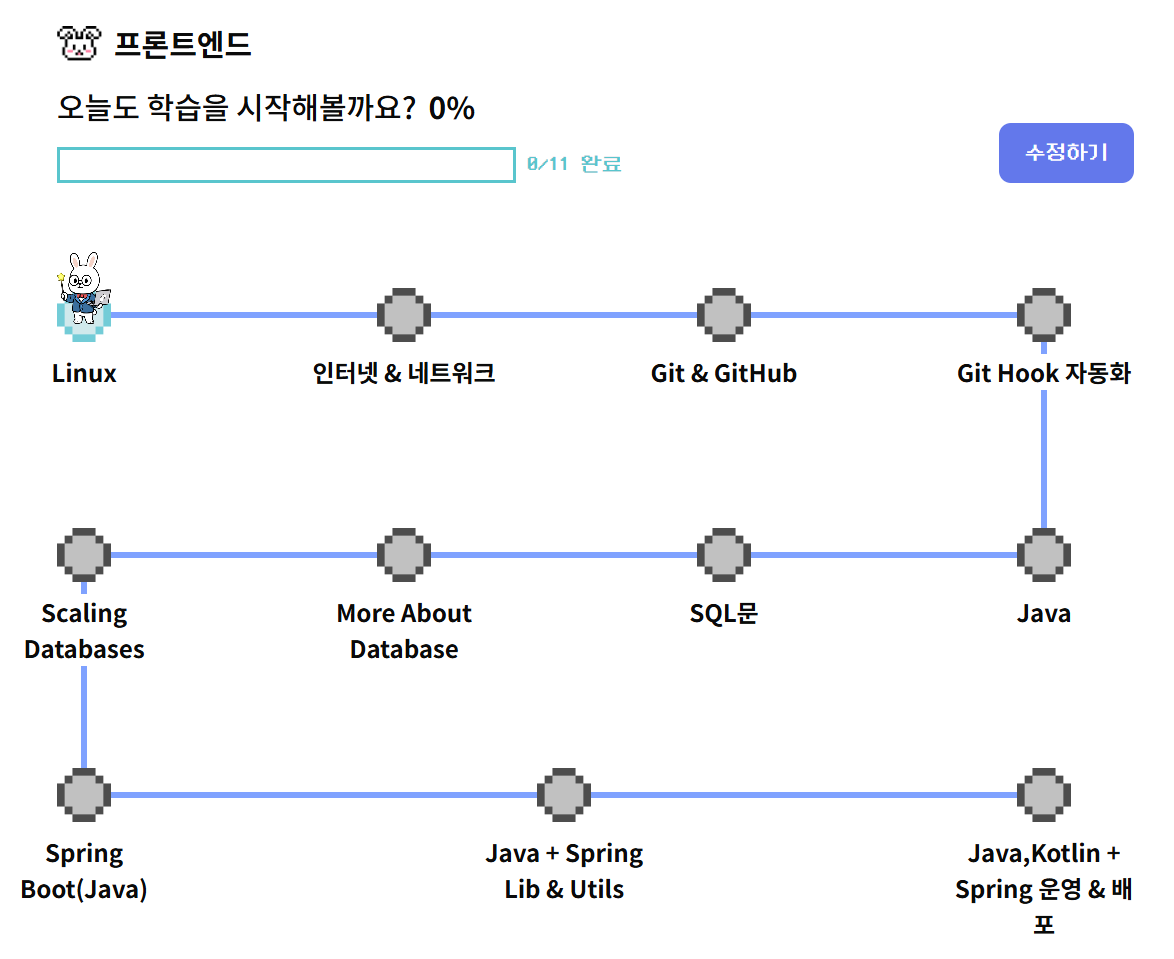 프론트엔드
오늘도 학습을 시작해볼까요? 0%
0/11 완료
수정하기
Linux
인터넷 & 네트워크
Git & GitHub
Git Hook 자동화
Scaling
Databases
More About
Database
SQL문
Java
Spring
Boot(Java)
Java + Spring
Lib & Utils
Java,Kotlin +
Spring 운영 & 배
포